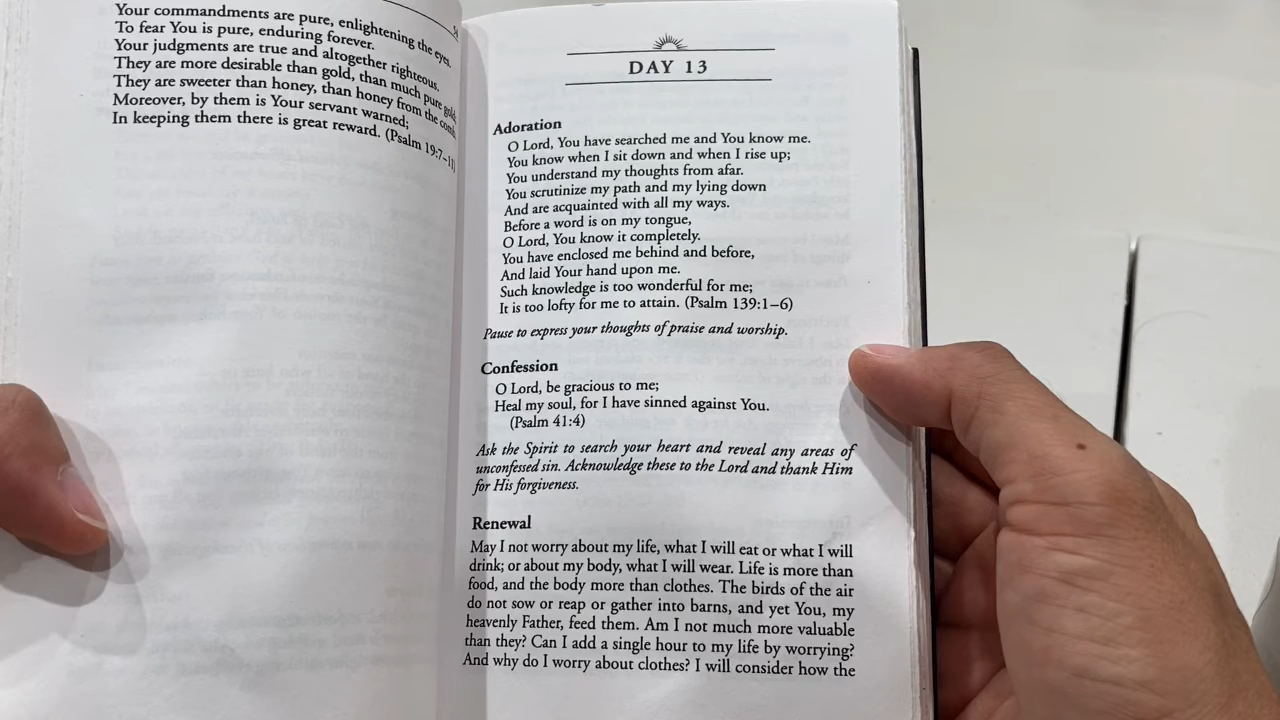 Your commandments are pure, enlightening the eyes.
To fear You is pure, enduring forever.
Your judgments are true and altogether righteous.
They are more desirable than gold, than much pure gold,
They are sweeter than honey, than honey from the comb.
Moreover, by them is Your servant warned;
In keeping them there is great reward. (Psalm 19:7–11)
DAY 13
Adoration
O Lord, You have searched me and You know me.
You know when I sit down and when I rise up;
You understand my thoughts from afar.
You scrutinize my path and my lying down
And are acquainted with all my ways.
Before a word is on my tongue,
O Lord, You know it completely.
You have enclosed me behind and before,
And laid Your hand upon me.
Such knowledge is too wonderful for me;
It is too lofty for me to attain. (Psalm 139:1–6)
Pause to express your thoughts of praise and worship.
Confession
O Lord, be gracious to me;
Heal my soul, for I have sinned against You.
(Psalm 41:4)
Ask the Spirit to search your heart and reveal any areas of
unconfessed sin. Acknowledge these to the Lord and thank Him
for His forgiveness.
Renewal
May I not worry about my life, what I will eat or what I will
drink; or about my body, what I will wear. Life is more than
food, and the body more than clothes. The birds of the air
do not sow or reap or gather into barns, and yet You, my
heavenly Father, feed them. Am I not much more valuable
than they? Can I add a single hour to my life by worrying?
And why do I worry about clothes? I will consider how the